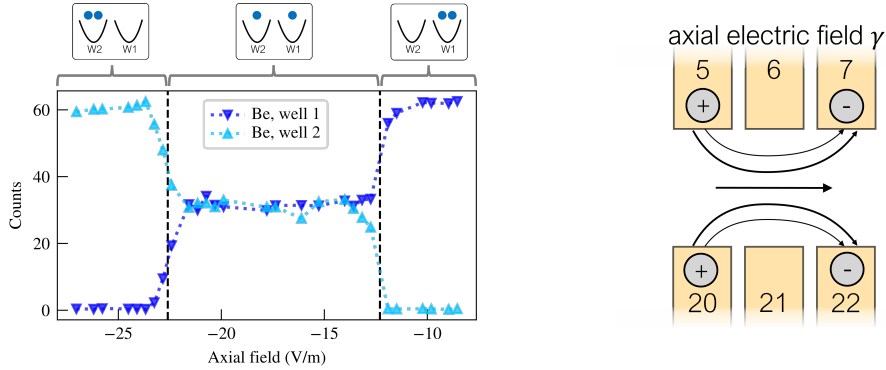 W2 W1
W2 W1
W2 W1
60
40
20
0
Counts
Be, well 1
Be, well 2
−25
−20
−15
−10
Axial field (V/m)
axial electric field γ
5 6 7
+ -
+ -
20 21 22